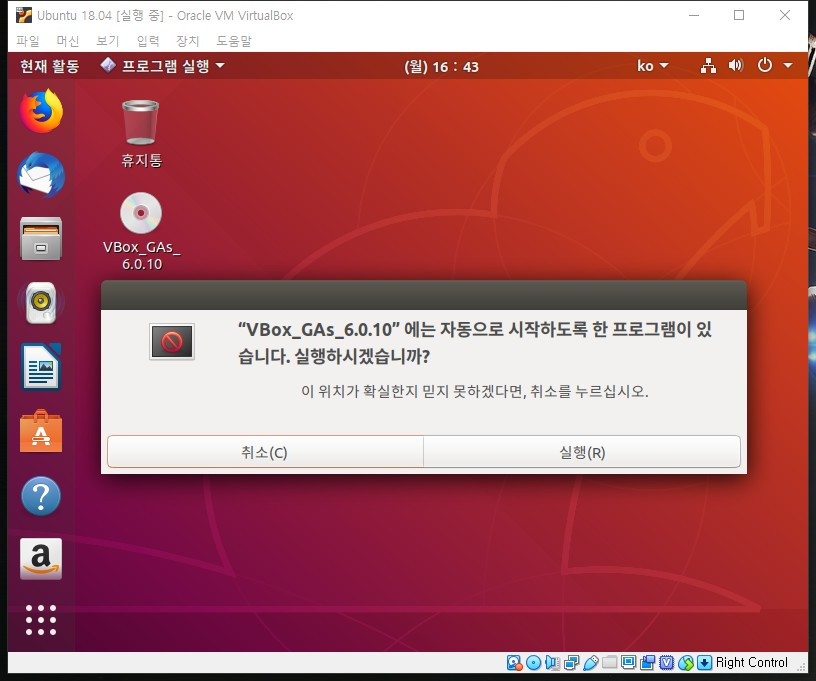 Ubuntu 18.04 [실행 중] - Oracle VM VirtualBox
파일 머신 보기 입력 장치 도움말
현재 활동 프로그램 실행 (월) 16 : 43 ko
휴지통
VBox_GAs_
6.0.10
“VBox_GAs_6.0.10” 에는 자동으로 시작하도록 한 프로그램이 있
습니다. 실행하시겠습니까?
이 위치가 확실한지 믿지 못하겠다면, 취소를 누르십시오.
취소(C) 실행(R)
Right Control